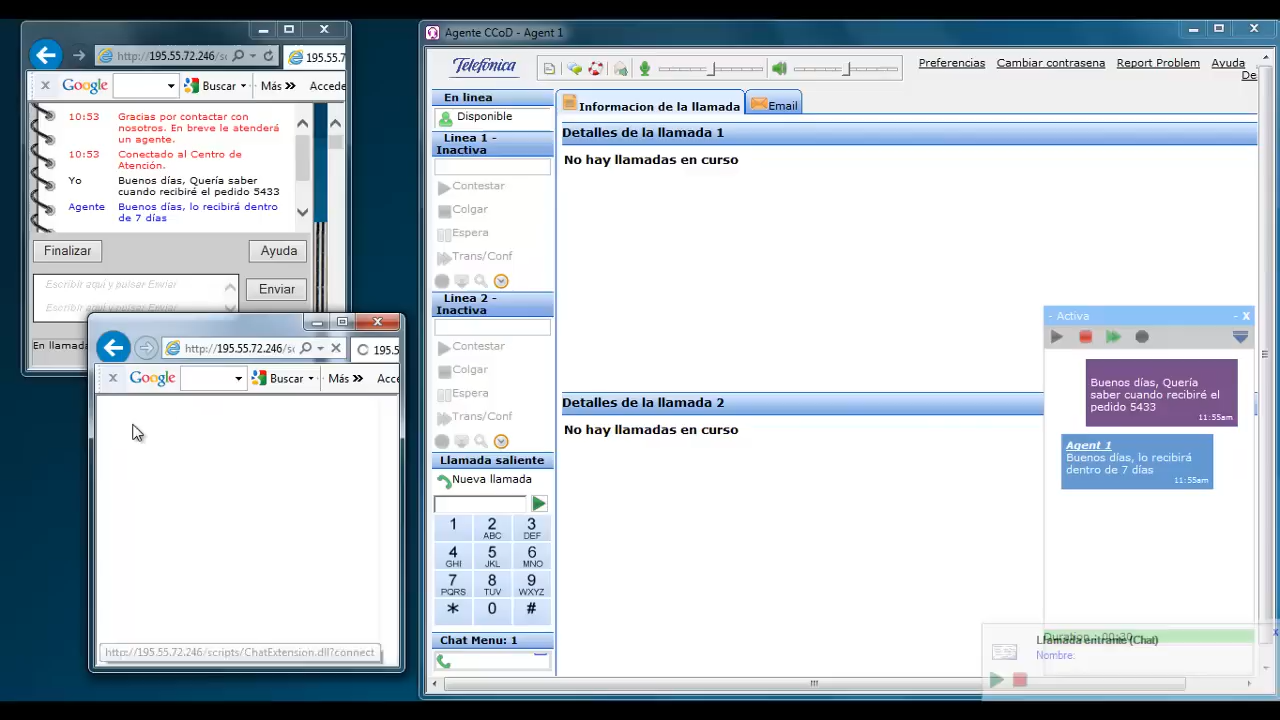 http://195.55.72.246/s
195.55.7
Google
Buscar
Más »
Accede
10:53
Gracias por contactar con
nosotros. En breve le atenderá
un agente.
10:53
Conectado al Centro de
Atención.
Yo
Buenos días, Quería saber
cuando recibiré el pedido 5433
Agente
Buenos días, lo recibirá dentro
de 7 días
Finalizar
Ayuda
Escribir aqui y pulsar Enviar
Escribir aqui y pulsar Enviar
Enviar
En llamada
http://195.55.72.246/s
195.5
Google
Buscar
Más »
Acce
http://195.55.72.246/scripts/ChatExtension.dll?connect
Agente CCoD - Agent 1
Telefónica
Preferencias
Cambiar contrasena
Report Problem
Ayuda
De
En linea
Disponible
Linea 1 -
Inactiva
Contestar
Colgar
Espera
Trans/Conf
Linea 2 -
Inactiva
Contestar
Colgar
Espera
Trans/Conf
Llamada saliente
Nueva llamada
1 2 3
ABC DEF
4 5 6
GHI JKL MNO
7 8 9
PQRS TUV WXYZ
* 0 #
Chat Menu: 1
Informacion de la llamada
Email
Detalles de la llamada 1
No hay llamadas en curso
Detalles de la llamada 2
No hay llamadas en curso
- Activa
- X
Buenos días, Quería
saber cuando recibiré el
pedido 5433
11:55am
Agent 1
Buenos días, lo recibirá
dentro de 7 días
11:55am
Llamada entrante (Chat)
Nombre: